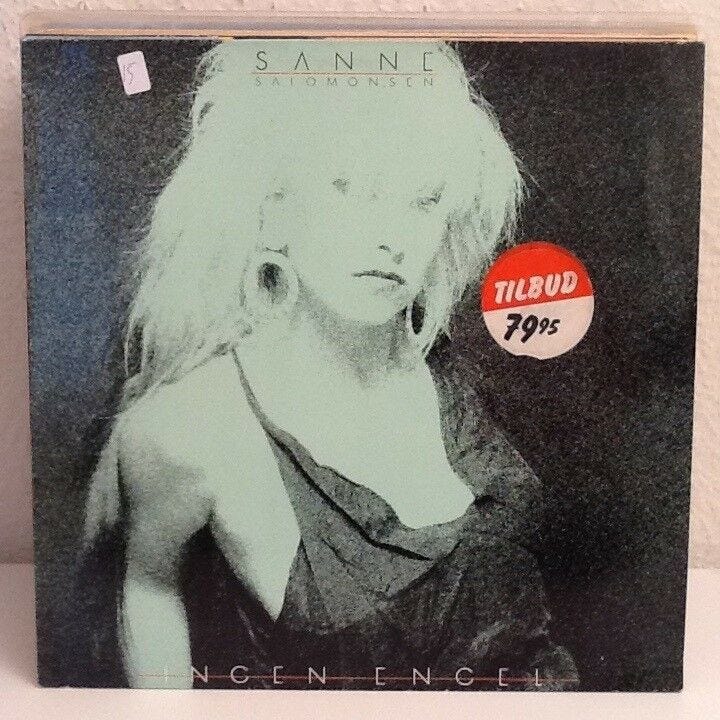 15
SANNE
SALOMONSEN
TILBUD
7995
INGEN ENGEL